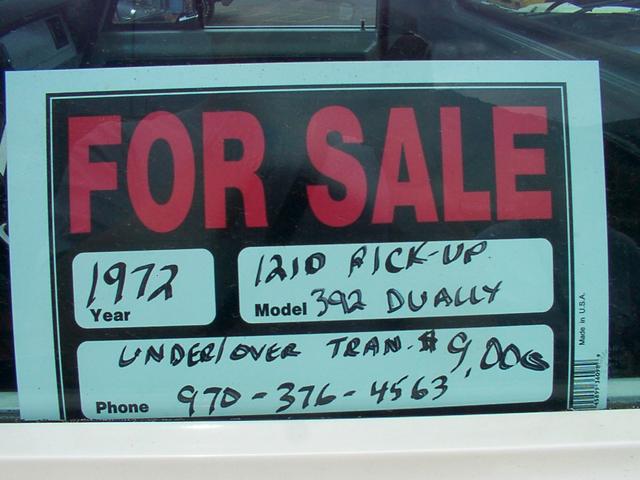 FOR SALE
1972
Year
1210 PICK-UP
Model 392 DUALLY
UNDER/OVER TRAN. $9,000
Phone 970-376-4563
Made in U.S.A.